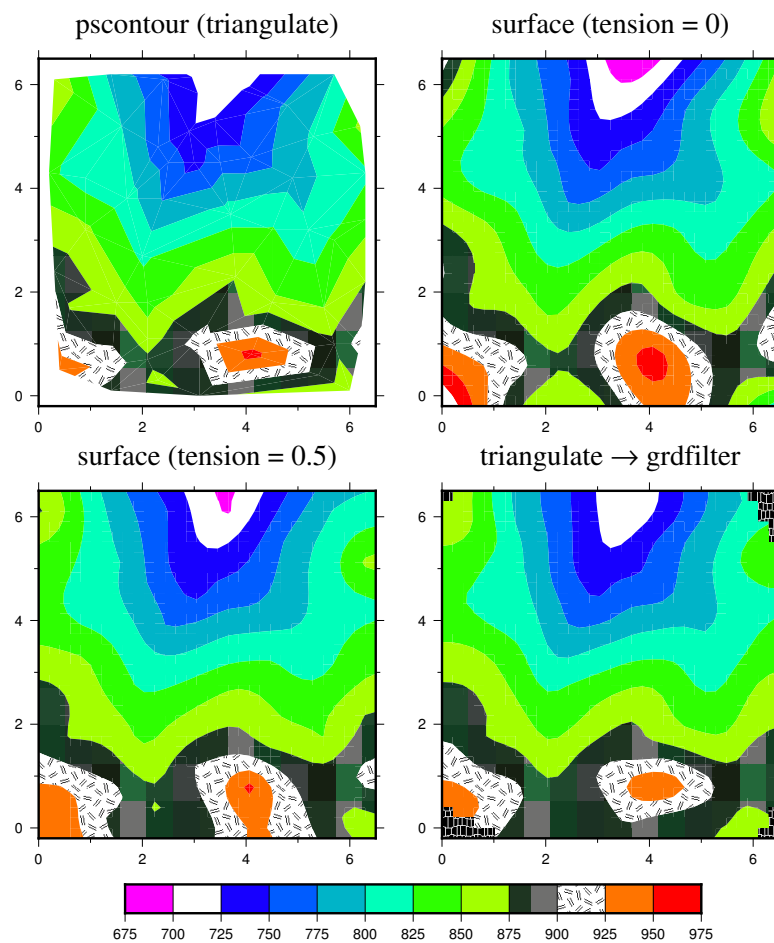 pscontour (triangulate)
surface (tension = 0)
6
4
2
0
0 2 4 6
6
4
2
0
0 2 4 6
surface (tension = 0.5)
triangulate → grdfilter
6
4
2
0
0 2 4 6
6
4
2
0
0 2 4 6
675 700 725 750 775 800 825 850 875 900 925 950 975